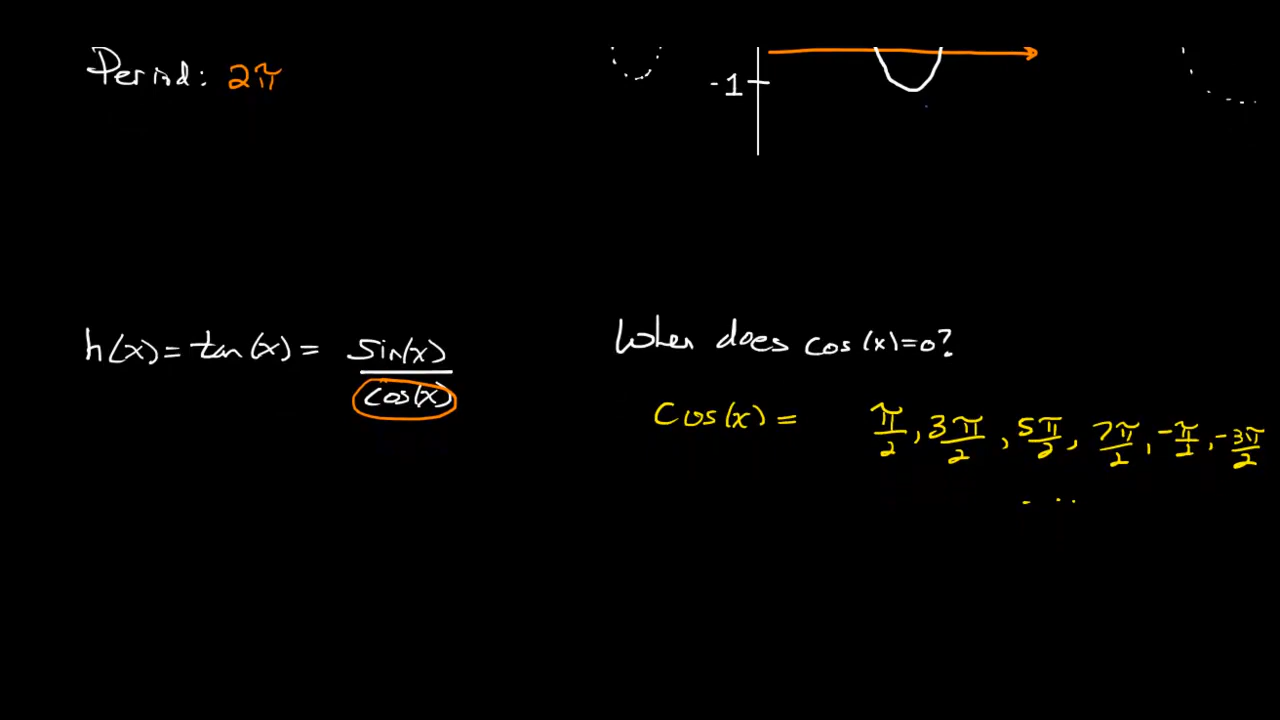 Period: 2π
-1
h(x) = tan(x) = sin(x)/cos(x)
When does cos(x)=0?
Cos(x) = π/2, 3π/2, 5π/2, 7π/2, -π/2, -3π/2
...